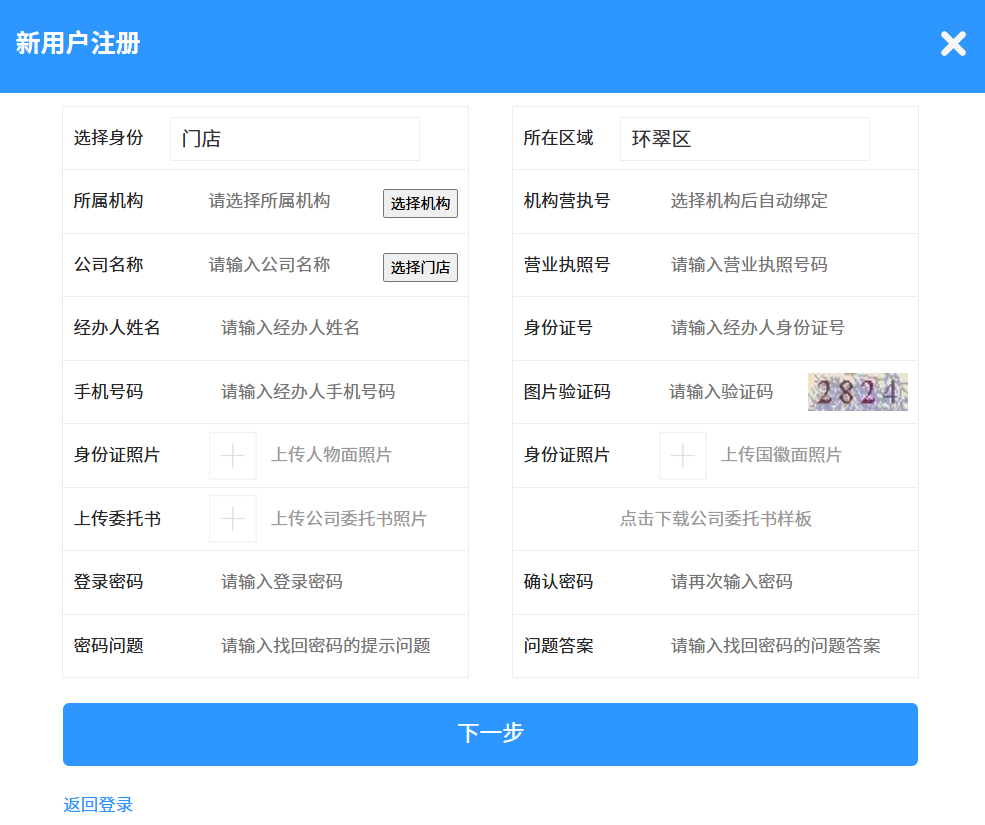 新用户注册
选择身份 门店 所在区域 环翠区
所属机构 请选择所属机构 选择机构 机构营执号 选择机构后自动绑定
公司名称 请输入公司名称 选择门店 营业执照号 请输入营业执照号码
经办人姓名 请输入经办人姓名 身份证号 请输入经办人身份证号
手机号码 请输入经办人手机号码 图片验证码 请输入验证码 2824
身份证照片 上传人物面照片 身份证照片 上传国徽面照片
上传委托书 上传公司委托书照片 点击下载公司委托书样板
登录密码 请输入登录密码 确认密码 请再次输入密码
密码问题 请输入找回密码的提示问题 问题答案 请输入找回密码的问题答案
下一步
返回登录